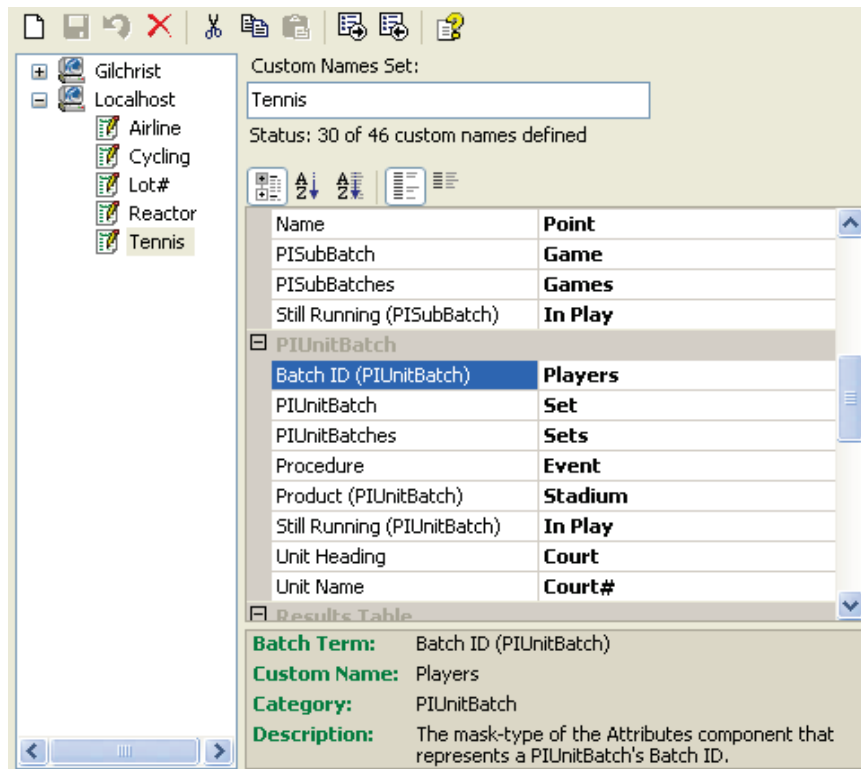 Gilchrist
Localhost
Airline
Cycling
Lot#
Reactor
Tennis
Custom Names Set:
Tennis
Status: 30 of 46 custom names defined
Name Point
PISubBatch Game
PISubBatches Games
Still Running (PISubBatch) In Play
PIUnitBatch
Batch ID (PIUnitBatch) Players
PIUnitBatch Set
PIUnitBatches Sets
Procedure Event
Product (PIUnitBatch) Stadium
Still Running (PIUnitBatch) In Play
Unit Heading Court
Unit Name Court#
Results Table
Batch Term: Batch ID (PIUnitBatch)
Custom Name: Players
Category: PIUnitBatch
Description: The mask-type of the Attributes component that
represents a PIUnitBatch's Batch ID.